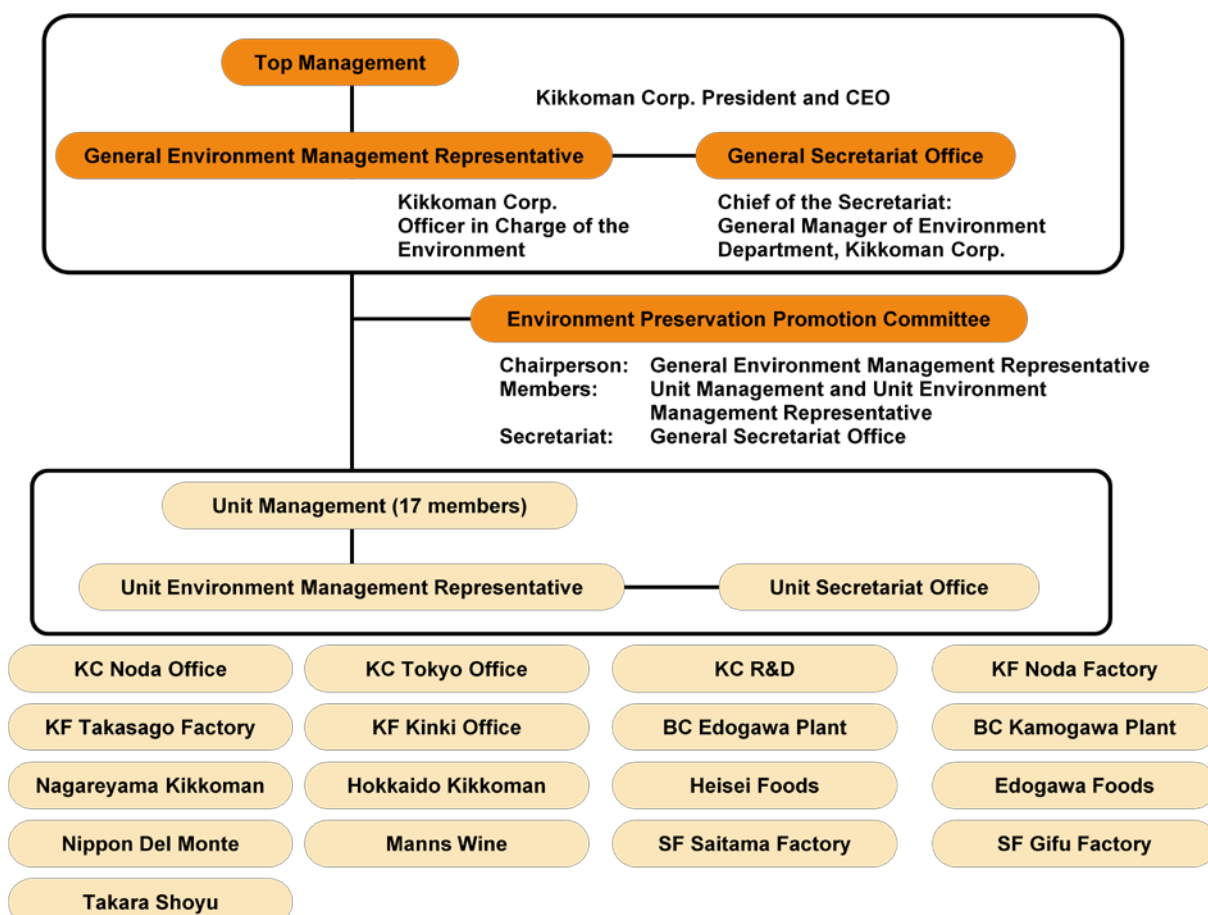 Top Management
Kikkoman Corp. President and CEO
General Environment Management Representative
General Secretariat Office
Kikkoman Corp.
Officer in Charge of the
Environment
Chief of the Secretariat:
General Manager of Environment
Department, Kikkoman Corp.
Environment Preservation Promotion Committee
Chairperson: General Environment Management Representative
Members: Unit Management and Unit Environment
Management Representative
Secretariat: General Secretariat Office
Unit Management (17 members)
Unit Environment Management Representative
Unit Secretariat Office
KC Noda Office
KC Tokyo Office
KC R&D
KF Noda Factory
KF Takasago Factory
KF Kinki Office
BC Edogawa Plant
BC Kamogawa Plant
Nagareyama Kikkoman
Hokkaido Kikkoman
Heisei Foods
Edogawa Foods
Nippon Del Monte
Manns Wine
SF Saitama Factory
SF Gifu Factory
Takara Shoyu